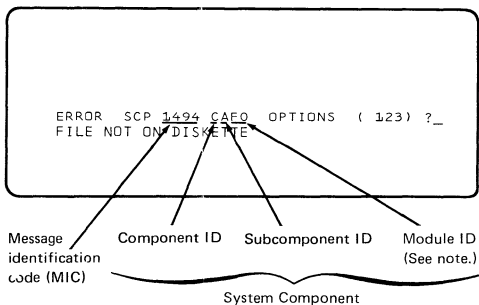 ERROR SCP 1494 CAEO OPTIONS ( 123) ?_
FILE NOT ON DISKETTE
Message identification code (MIC)
Component ID
Subcomponent ID
Module ID (See note.)
System Component